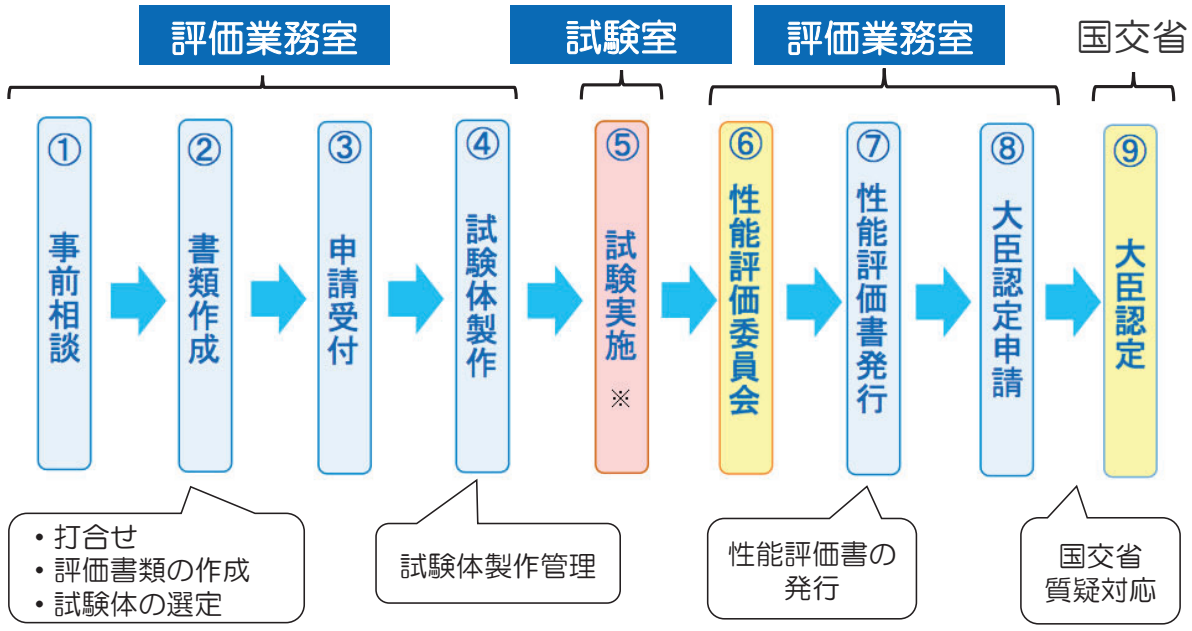 評価業務室
試験室
評価業務室
国交省
①事前相談
②書類作成
③申請受付
④試験体製作
⑤試験実施※
⑥性能評価委員会
⑦性能評価書発行
⑧大臣認定申請
⑨大臣認定
・打合せ
・評価書類の作成
・試験体の選定
試験体製作管理
性能評価書の
発行
国交省
質疑対応